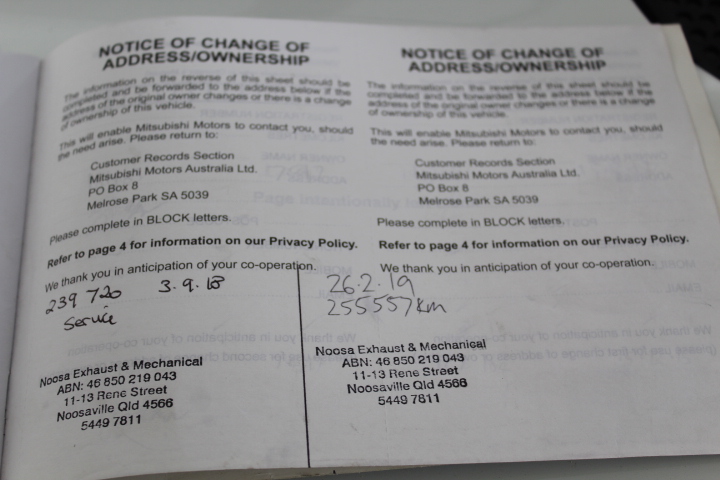 NOTICE OF CHANGE OF
ADDRESS/OWNERSHIP
The information on the reverse of this sheet should be
completed and be forwarded to the address below if the
address of the original owner changes or there is a change
of ownership of this vehicle.
This will enable Mitsubishi Motors to contact you, should
the need arise. Please return to:
Customer Records Section
Mitsubishi Motors Australia Ltd.
PO Box 8
Melrose Park SA 5039
Please complete in BLOCK letters.
Refer to page 4 for information on our Privacy Policy.
We thank you in anticipation of your co-operation.
239 720 3.9.18
Service
Noosa Exhaust & Mechanical
ABN: 46 850 219 043
11-13 Rene Street
Noosaville Qld 4566
5449 7811
NOTICE OF CHANGE OF
ADDRESS/OWNERSHIP
The information on the reverse of this sheet should be
completed and be forwarded to the address below if the
address of the original owner changes or there is a change
of ownership of this vehicle.
This will enable Mitsubishi Motors to contact you, should
the need arise. Please return to:
Customer Records Section
Mitsubishi Motors Australia Ltd.
PO Box 8
Melrose Park SA 5039
Please complete in BLOCK letters.
Refer to page 4 for information on our Privacy Policy.
We thank you in anticipation of your co-operation.
26.2.19
255557km
Noosa Exhaust & Mechanical
ABN: 46 850 219 043
11-13 Rene Street
Noosaville Qld 4566
5449 7811